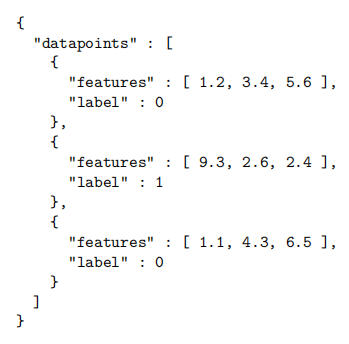 {
  "datapoints" : [
    {
      "features" : [ 1.2, 3.4, 5.6 ],
      "label" : 0
    },
    {
      "features" : [ 9.3, 2.6, 2.4 ],
      "label" : 1
    },
    {
      "features" : [ 1.1, 4.3, 6.5 ],
      "label" : 0
    }
  ]
}